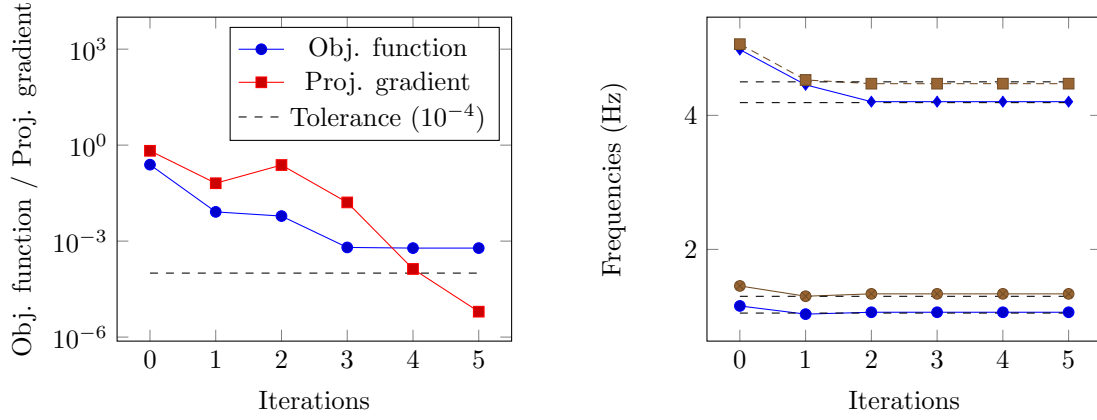 Obj. function / Proj. gradient
10^3
10^0
10^−3
10^−6
Obj. function
Proj. gradient
Tolerance (10^−4)
0 1 2 3 4 5
Iterations
Frequencies (Hz)
4
2
0 1 2 3 4 5
Iterations